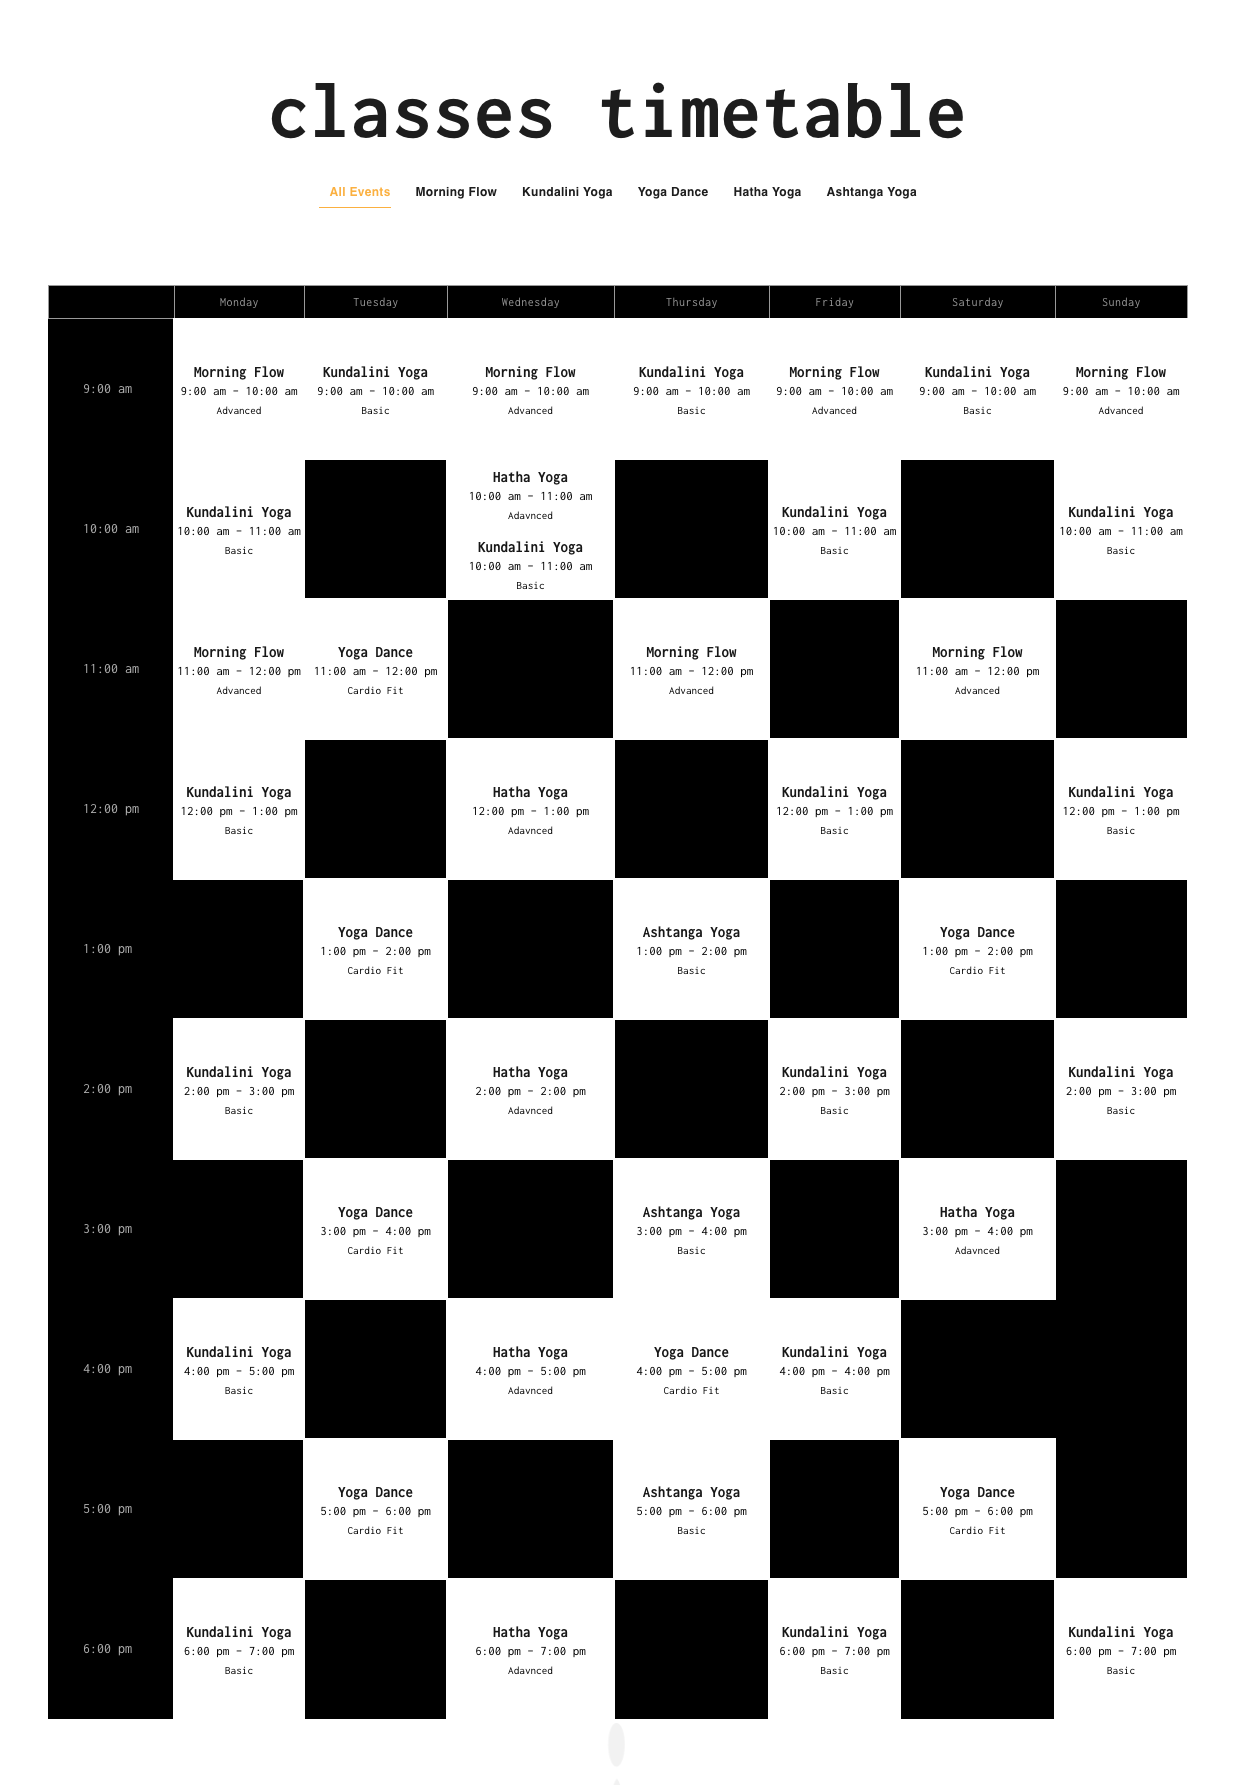 classes timetable
All Events Morning Flow Kundalini Yoga Yoga Dance Hatha Yoga Ashtanga Yoga
Monday Tuesday Wednesday Thursday Friday Saturday Sunday
9:00 am
Morning Flow
9:00 am – 10:00 am
Advanced
Kundalini Yoga
9:00 am – 10:00 am
Basic
Morning Flow
9:00 am – 10:00 am
Advanced
Kundalini Yoga
9:00 am – 10:00 am
Basic
Morning Flow
9:00 am – 10:00 am
Advanced
Kundalini Yoga
9:00 am – 10:00 am
Basic
Morning Flow
9:00 am – 10:00 am
Advanced
10:00 am
Kundalini Yoga
10:00 am – 11:00 am
Basic
Hatha Yoga
10:00 am – 11:00 am
Adavnced
Kundalini Yoga
10:00 am – 11:00 am
Basic
Kundalini Yoga
10:00 am – 11:00 am
Basic
Kundalini Yoga
10:00 am – 11:00 am
Basic
11:00 am
Morning Flow
11:00 am – 12:00 pm
Advanced
Yoga Dance
11:00 am – 12:00 pm
Cardio Fit
Morning Flow
11:00 am – 12:00 pm
Advanced
Morning Flow
11:00 am – 12:00 pm
Advanced
12:00 pm
Kundalini Yoga
12:00 pm – 1:00 pm
Basic
Hatha Yoga
12:00 pm – 1:00 pm
Adavnced
Kundalini Yoga
12:00 pm – 1:00 pm
Basic
Kundalini Yoga
12:00 pm – 1:00 pm
Basic
1:00 pm
Yoga Dance
1:00 pm – 2:00 pm
Cardio Fit
Ashtanga Yoga
1:00 pm – 2:00 pm
Basic
Yoga Dance
1:00 pm – 2:00 pm
Cardio Fit
2:00 pm
Kundalini Yoga
2:00 pm – 3:00 pm
Basic
Hatha Yoga
2:00 pm – 2:00 pm
Adavnced
Kundalini Yoga
2:00 pm – 3:00 pm
Basic
Kundalini Yoga
2:00 pm – 3:00 pm
Basic
3:00 pm
Yoga Dance
3:00 pm – 4:00 pm
Cardio Fit
Ashtanga Yoga
3:00 pm – 4:00 pm
Basic
Hatha Yoga
3:00 pm – 4:00 pm
Adavnced
4:00 pm
Kundalini Yoga
4:00 pm – 5:00 pm
Basic
Hatha Yoga
4:00 pm – 5:00 pm
Adavnced
Yoga Dance
4:00 pm – 5:00 pm
Cardio Fit
Kundalini Yoga
4:00 pm – 4:00 pm
Basic
5:00 pm
Yoga Dance
5:00 pm – 6:00 pm
Cardio Fit
Ashtanga Yoga
5:00 pm – 6:00 pm
Basic
Yoga Dance
5:00 pm – 6:00 pm
Cardio Fit
6:00 pm
Kundalini Yoga
6:00 pm – 7:00 pm
Basic
Hatha Yoga
6:00 pm – 7:00 pm
Adavnced
Kundalini Yoga
6:00 pm – 7:00 pm
Basic
Kundalini Yoga
6:00 pm – 7:00 pm
Basic